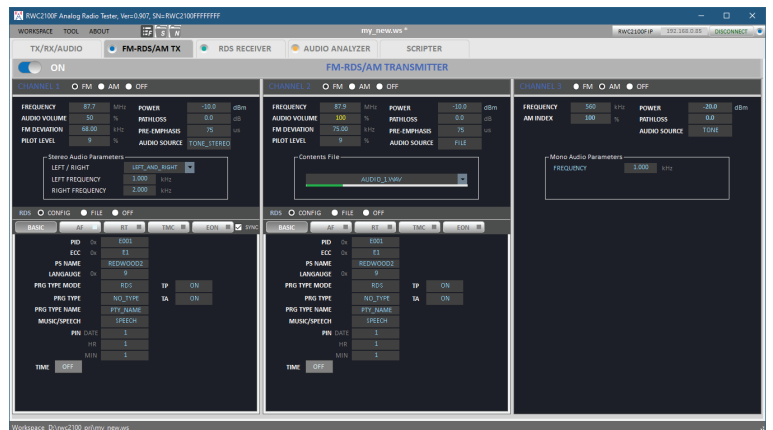 RWC2100F Analog Radio Tester, Ver=0.907, SN=RWC2100FFFFFFFF
WORKSPACE TOOL ABOUT my_new.ws * RWC2100F IP 192.168.0.85 DISCONNECT
TX/RX/AUDIO FM-RDS/AM TX RDS RECEIVER AUDIO ANALYZER SCRIPTER
ON FM-RDS/AM TRANSMITTER
CHANNEL 1 FM AM OFF
FREQUENCY 87.7 MHz POWER -10.0 dBm
AUDIO VOLUME 50 % PATHLOSS 0.0 dB
FM DEVIATION 68.00 kHz PRE-EMPHASIS 75 us
PILOT LEVEL 9 % AUDIO SOURCE TONE_STEREO
Stereo Audio Parameters
LEFT / RIGHT LEFT_AND_RIGHT
LEFT FREQUENCY 1.000 kHz
RIGHT FREQUENCY 2.000 kHz
RDS CONFIG FILE OFF
BASIC AF RT TMC EON SYNC
PID 0x E001
ECC 0x E1
PS NAME REDWOOD2
LANGAUGE 0x 9
PRG TYPE MODE RDS TP ON
PRG TYPE NO_TYPE TA ON
PRG TYPE NAME PTY_NAME
MUSIC/SPEECH SPEECH
PIN DATE 1
HR 1
MIN 1
TIME OFF
CHANNEL 2 FM AM OFF
FREQUENCY 87.9 MHz POWER -10.0 dBm
AUDIO VOLUME 100 % PATHLOSS 0.0 dB
FM DEVIATION 75.00 kHz PRE-EMPHASIS 75 us
PILOT LEVEL 9 % AUDIO SOURCE FILE
Contents File
AUDIO_1.WAV
RDS CONFIG FILE OFF
BASIC AF RT TMC EON
PID 0x E001
ECC 0x E1
PS NAME REDWOOD2
LANGAUGE 0x 9
PRG TYPE MODE RDS TP ON
PRG TYPE NO_TYPE TA ON
PRG TYPE NAME PTY_NAME
MUSIC/SPEECH SPEECH
PIN DATE 1
HR 1
MIN 1
TIME OFF
CHANNEL 3 FM AM OFF
FREQUENCY 560 kHz POWER -20.0 dBm
AM INDEX 100 % PATHLOSS 0.0
AUDIO SOURCE TONE
Mono Audio Parameters
FREQUENCY 1.000 kHz
Workspace D:\rwc2100_prj\my_new.ws